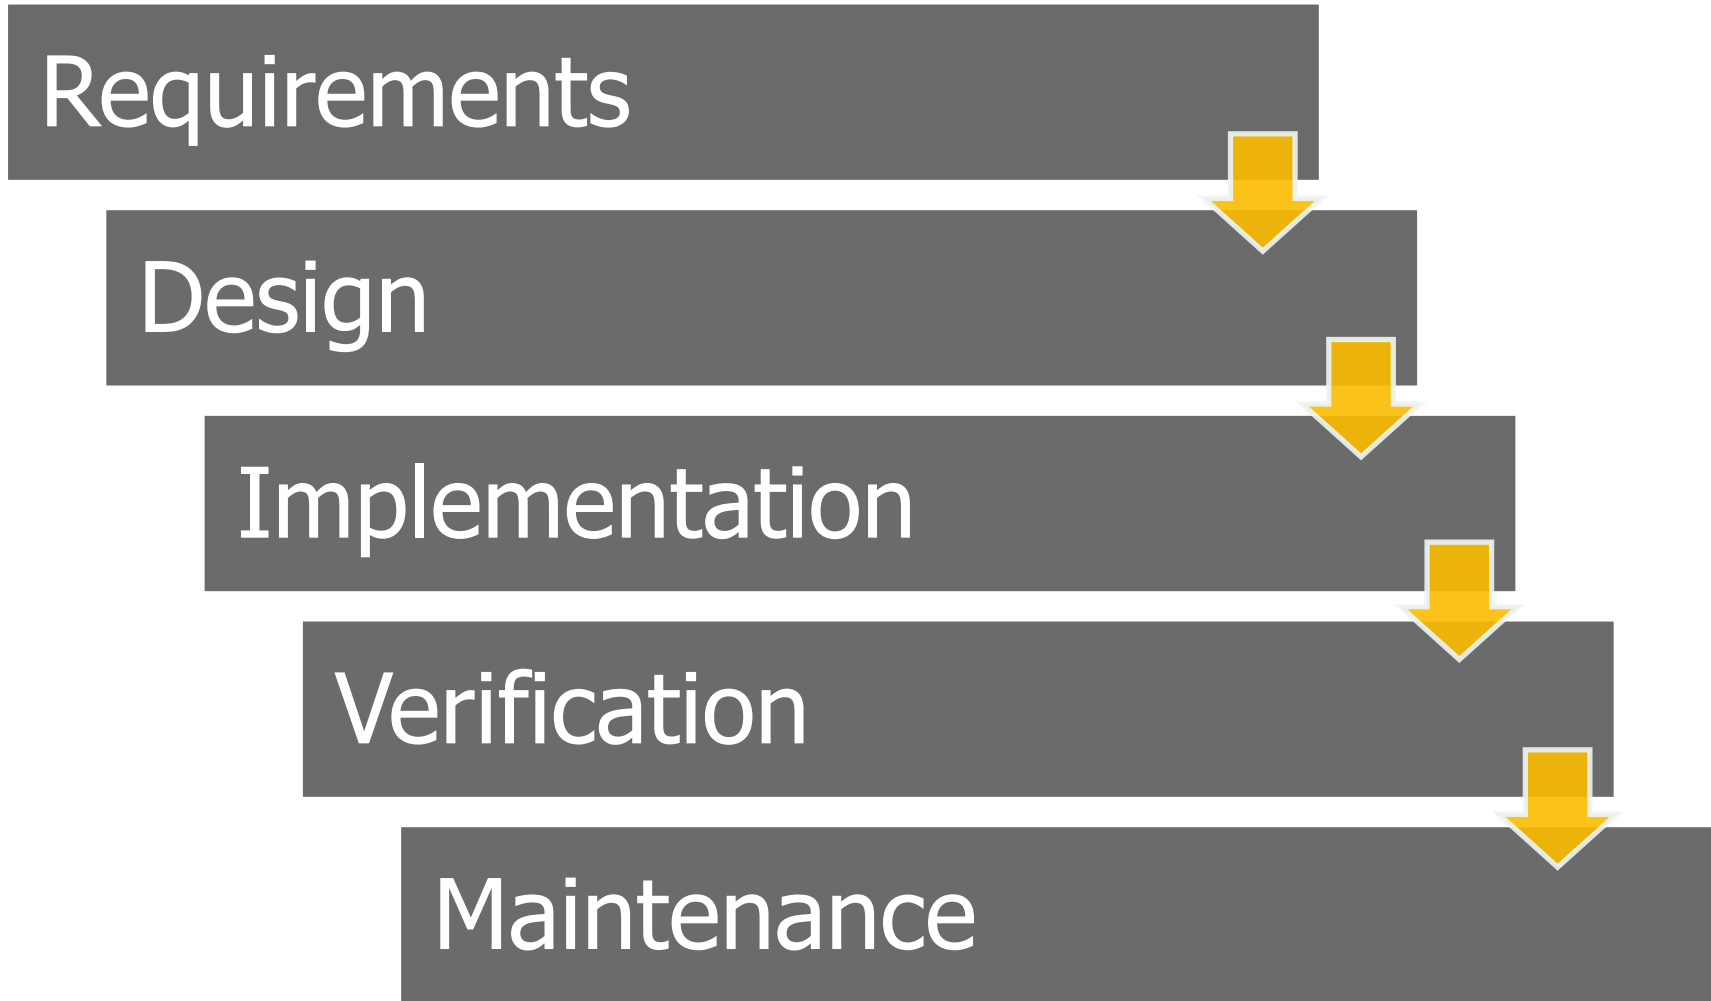 Requirements
Design
Implementation
Verification
Maintenance